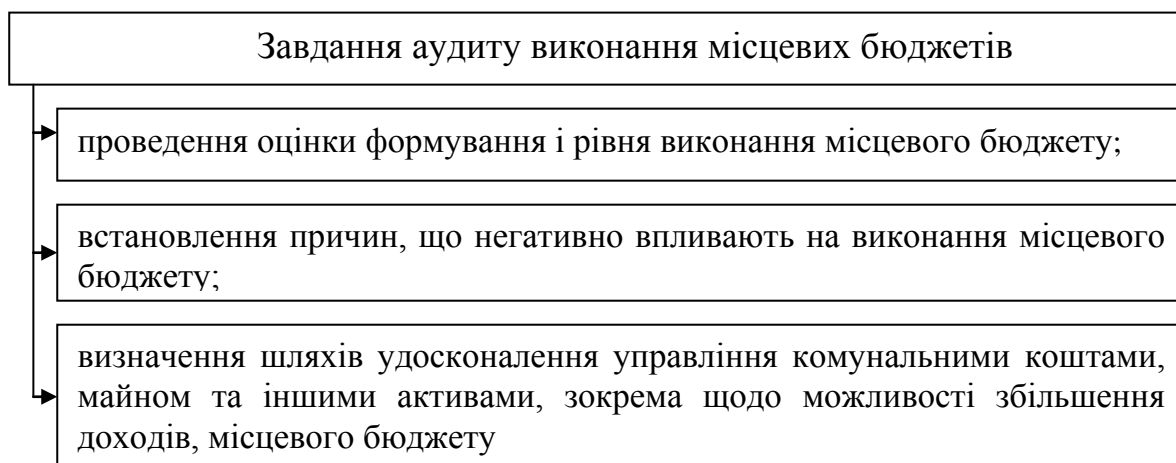 Завдання аудиту виконання місцевих бюджетів
проведення оцінки формування і рівня виконання місцевого бюджету;
встановлення причин, що негативно впливають на виконання місцевого
бюджету;
визначення шляхів удосконалення управління комунальними коштами,
майном та іншими активами, зокрема щодо можливості збільшення
доходів, місцевого бюджету